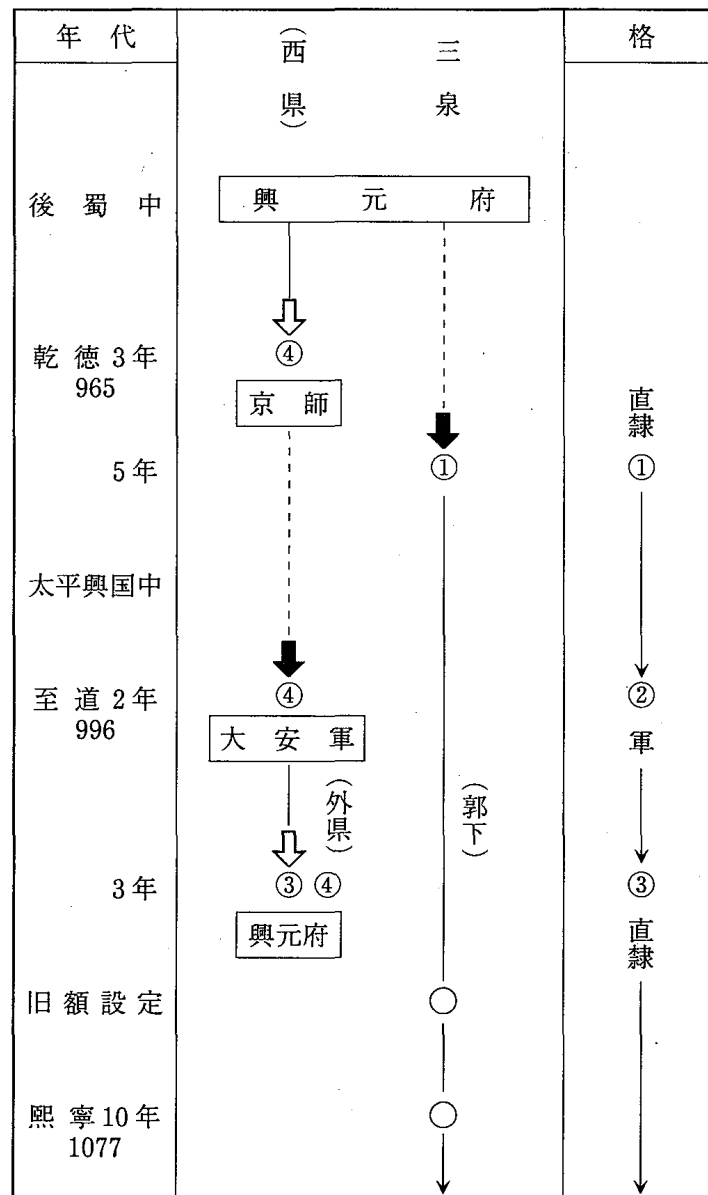 年代 （西県） 三泉 格
後蜀中 興元府
乾徳3年 ④
965 京師 直隷
5年 ① ①
太平興国中
至道2年 ④ ②
996 大安軍 軍
（外県） （郭下）
3年 ③ ④ ③
興元府 直隷
旧額設定 ○
熙寧10年 ○
1077